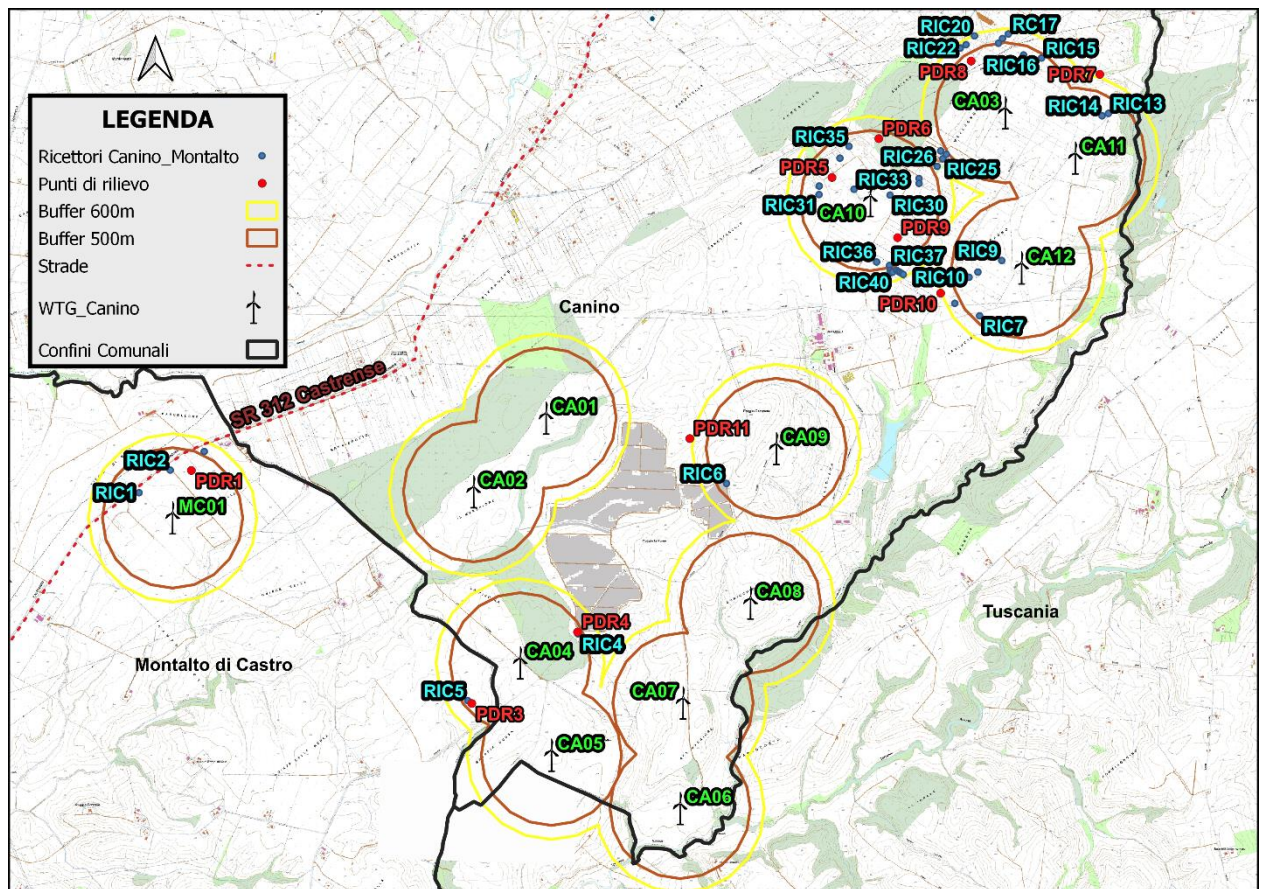 LEGENDA
Ricettori Canino_Montalto
Punti di rilievo
Buffer 600m
Buffer 500m
Strade
WTG_Canino
Confini Comunali
RIC20
RC17
RIC22
RIC15
RIC16
PDR8
PDR7
CA03
RIC14
RIC13
PDR6
RIC35
CA11
RIC26
RIC25
PDR5
RIC33
RIC31
CA10
RIC30
PDR9
RIC36
RIC37
RIC9
CA12
RIC40
RIC10
PDR10
RIC7
Canino
SR 312 Castrense
CA01
PDR11
CA09
RIC2
PDR1
RIC6
RIC1
CA02
MC01
CA08
Tuscania
PDR4
RIC4
CA04
Montalto di Castro
RIC5
CA07
PDR3
CA05
CA06